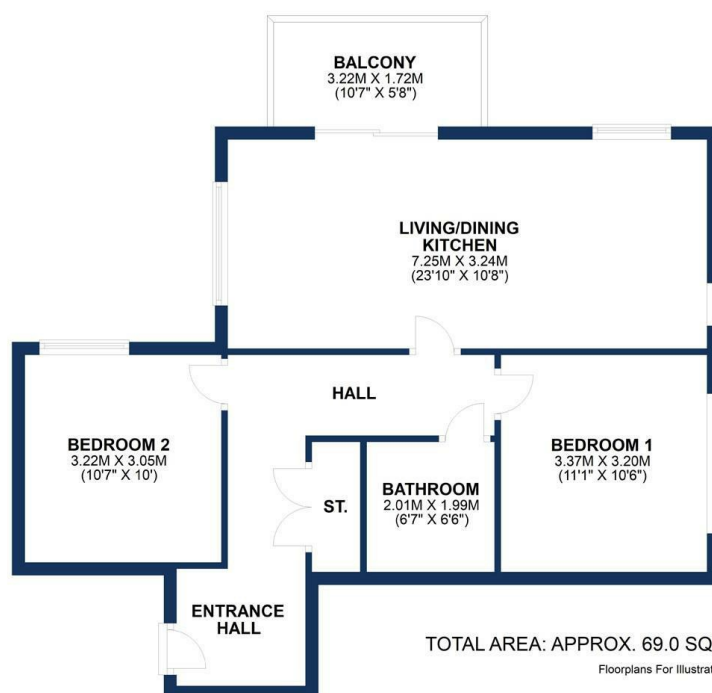 BALCONY
3.22M X 1.72M
(10'7" X 5'8")
LIVING/DINING
KITCHEN
7.25M X 3.24M
(23'10" X 10'8")
HALL
BEDROOM 2
3.22M X 3.05M
(10'7" X 10')
BEDROOM 1
3.37M X 3.20M
(11'1" X 10'6")
BATHROOM
2.01M X 1.99M
(6'7" X 6'6")
ST.
ENTRANCE
HALL
TOTAL AREA: APPROX. 69.0 SQ
Floorplans For Illustrat